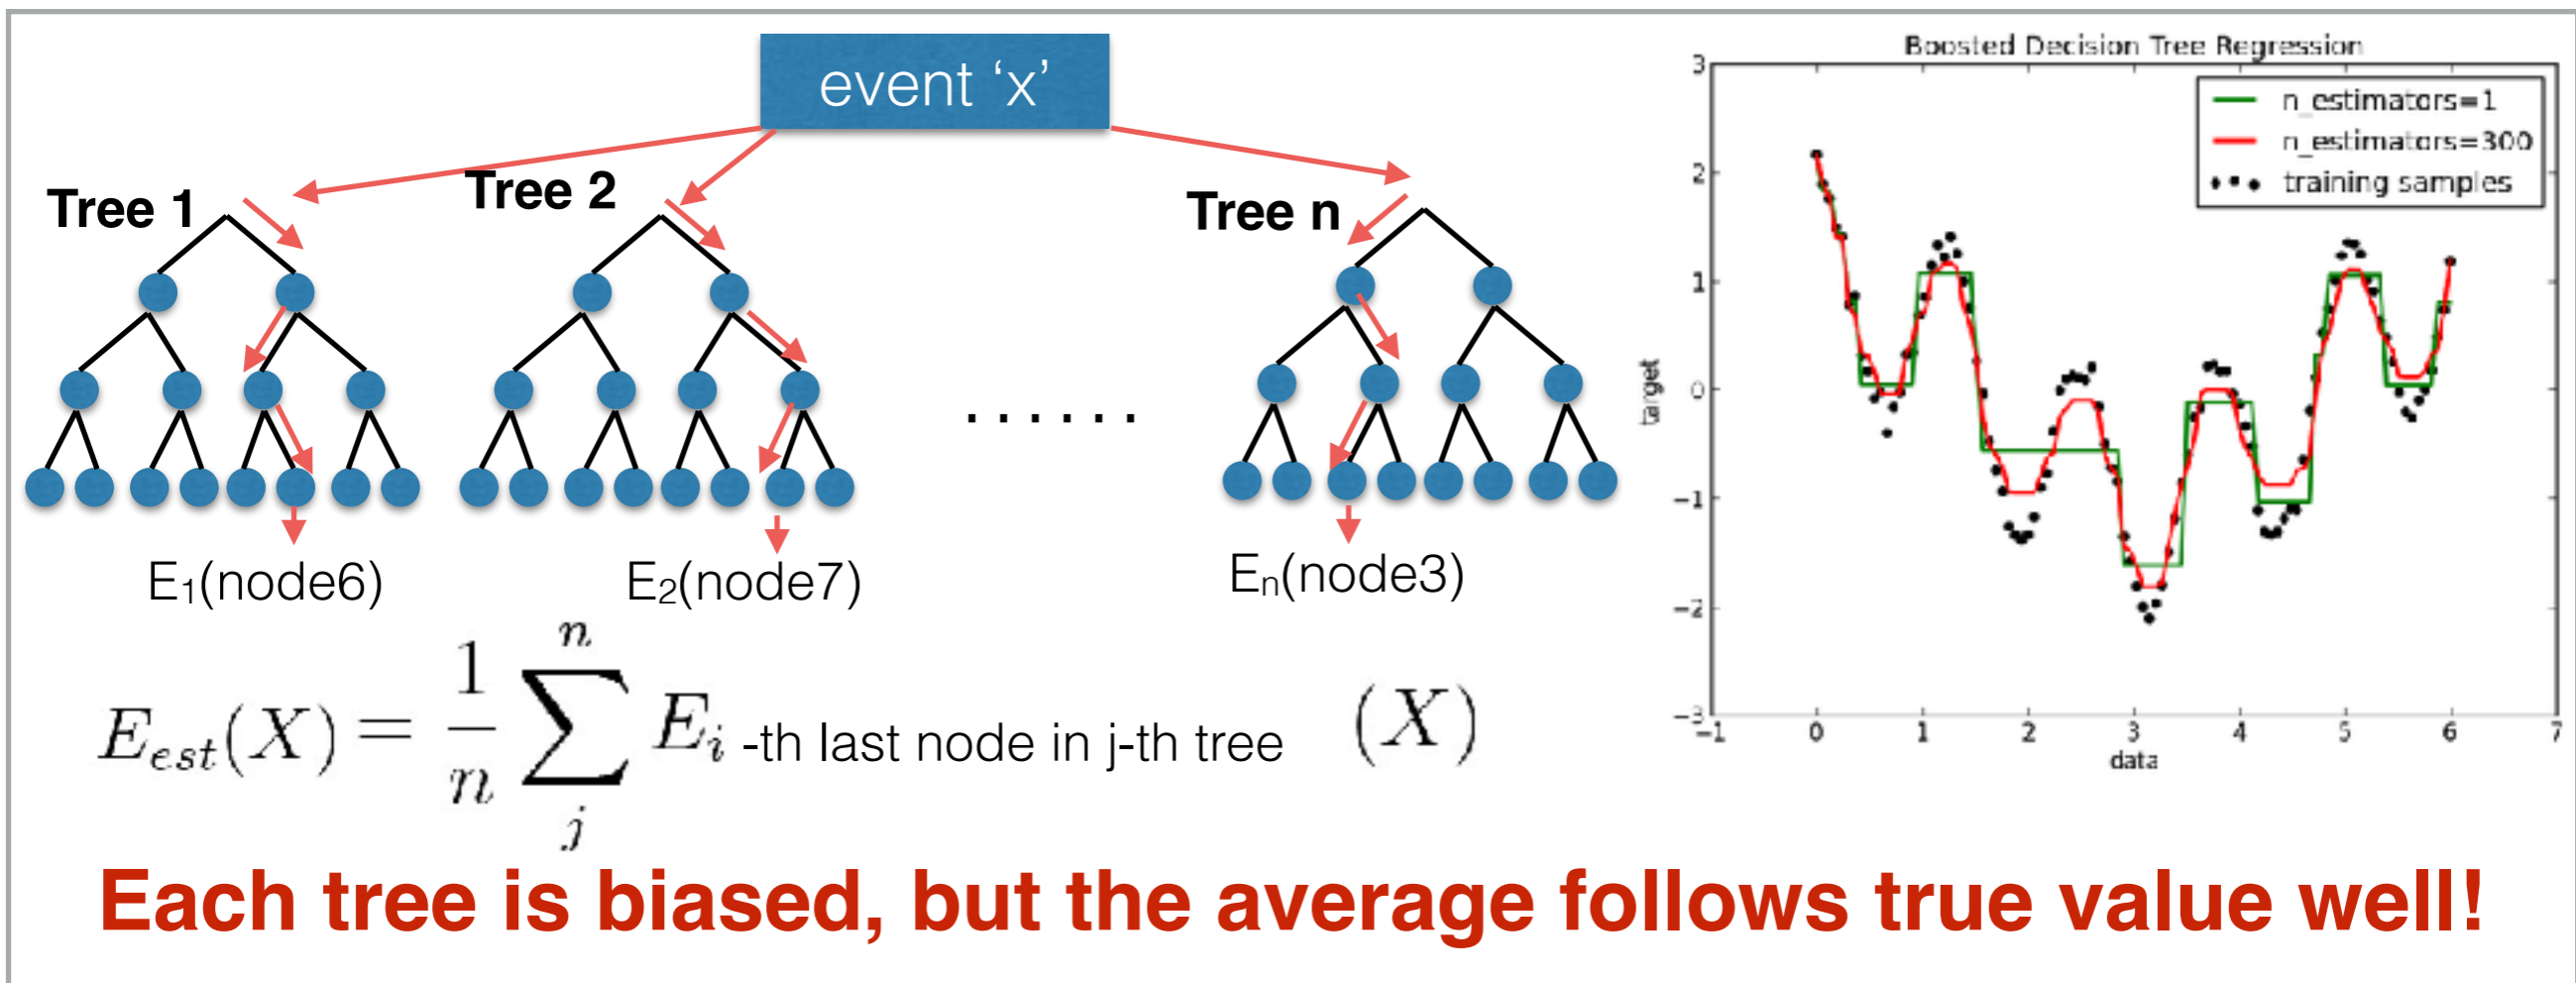 event ‘x’
Tree 1
Tree 2
Tree n
......
E₁(node6)
E₂(node7)
Eₙ(node3)
E_est(X) = 1/n ∑ⱼⁿ Eᵢ -th last node in j-th tree (X)
Boosted Decision Tree Regression
n_estimators=1
n_estimators=300
training samples
3
2
1
0
−1
−2
−3
target
−1 0 1 2 3 4 5 6 7
data
Each tree is biased, but the average follows true value well!